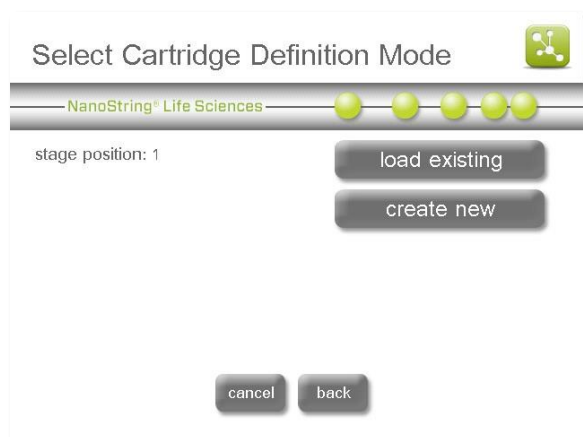 Select Cartridge Definition Mode
NanoString® Life Sciences
stage position: 1
load existing
create new
cancel
back